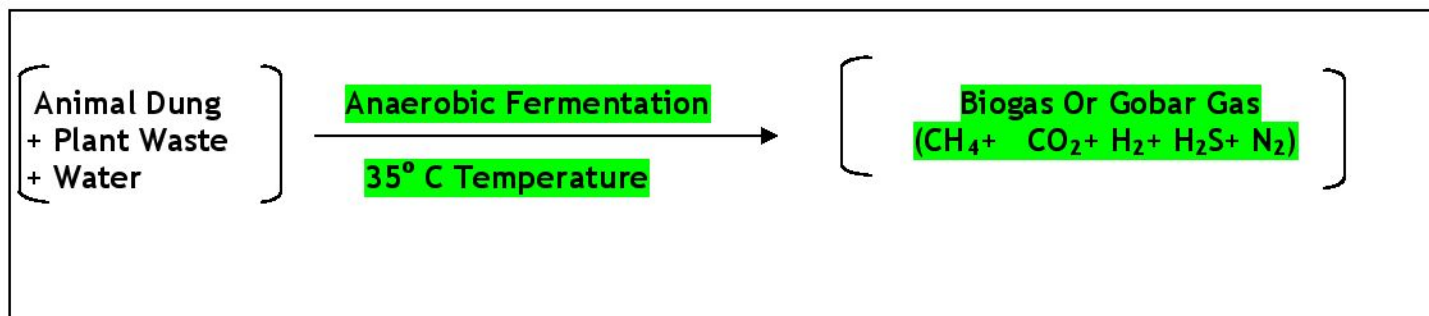 Animal Dung
+ Plant Waste
+ Water
Anaerobic Fermentation
35° C Temperature
Biogas Or Gobar Gas
(CH₄+ CO₂+ H₂+ H₂S+ N₂)